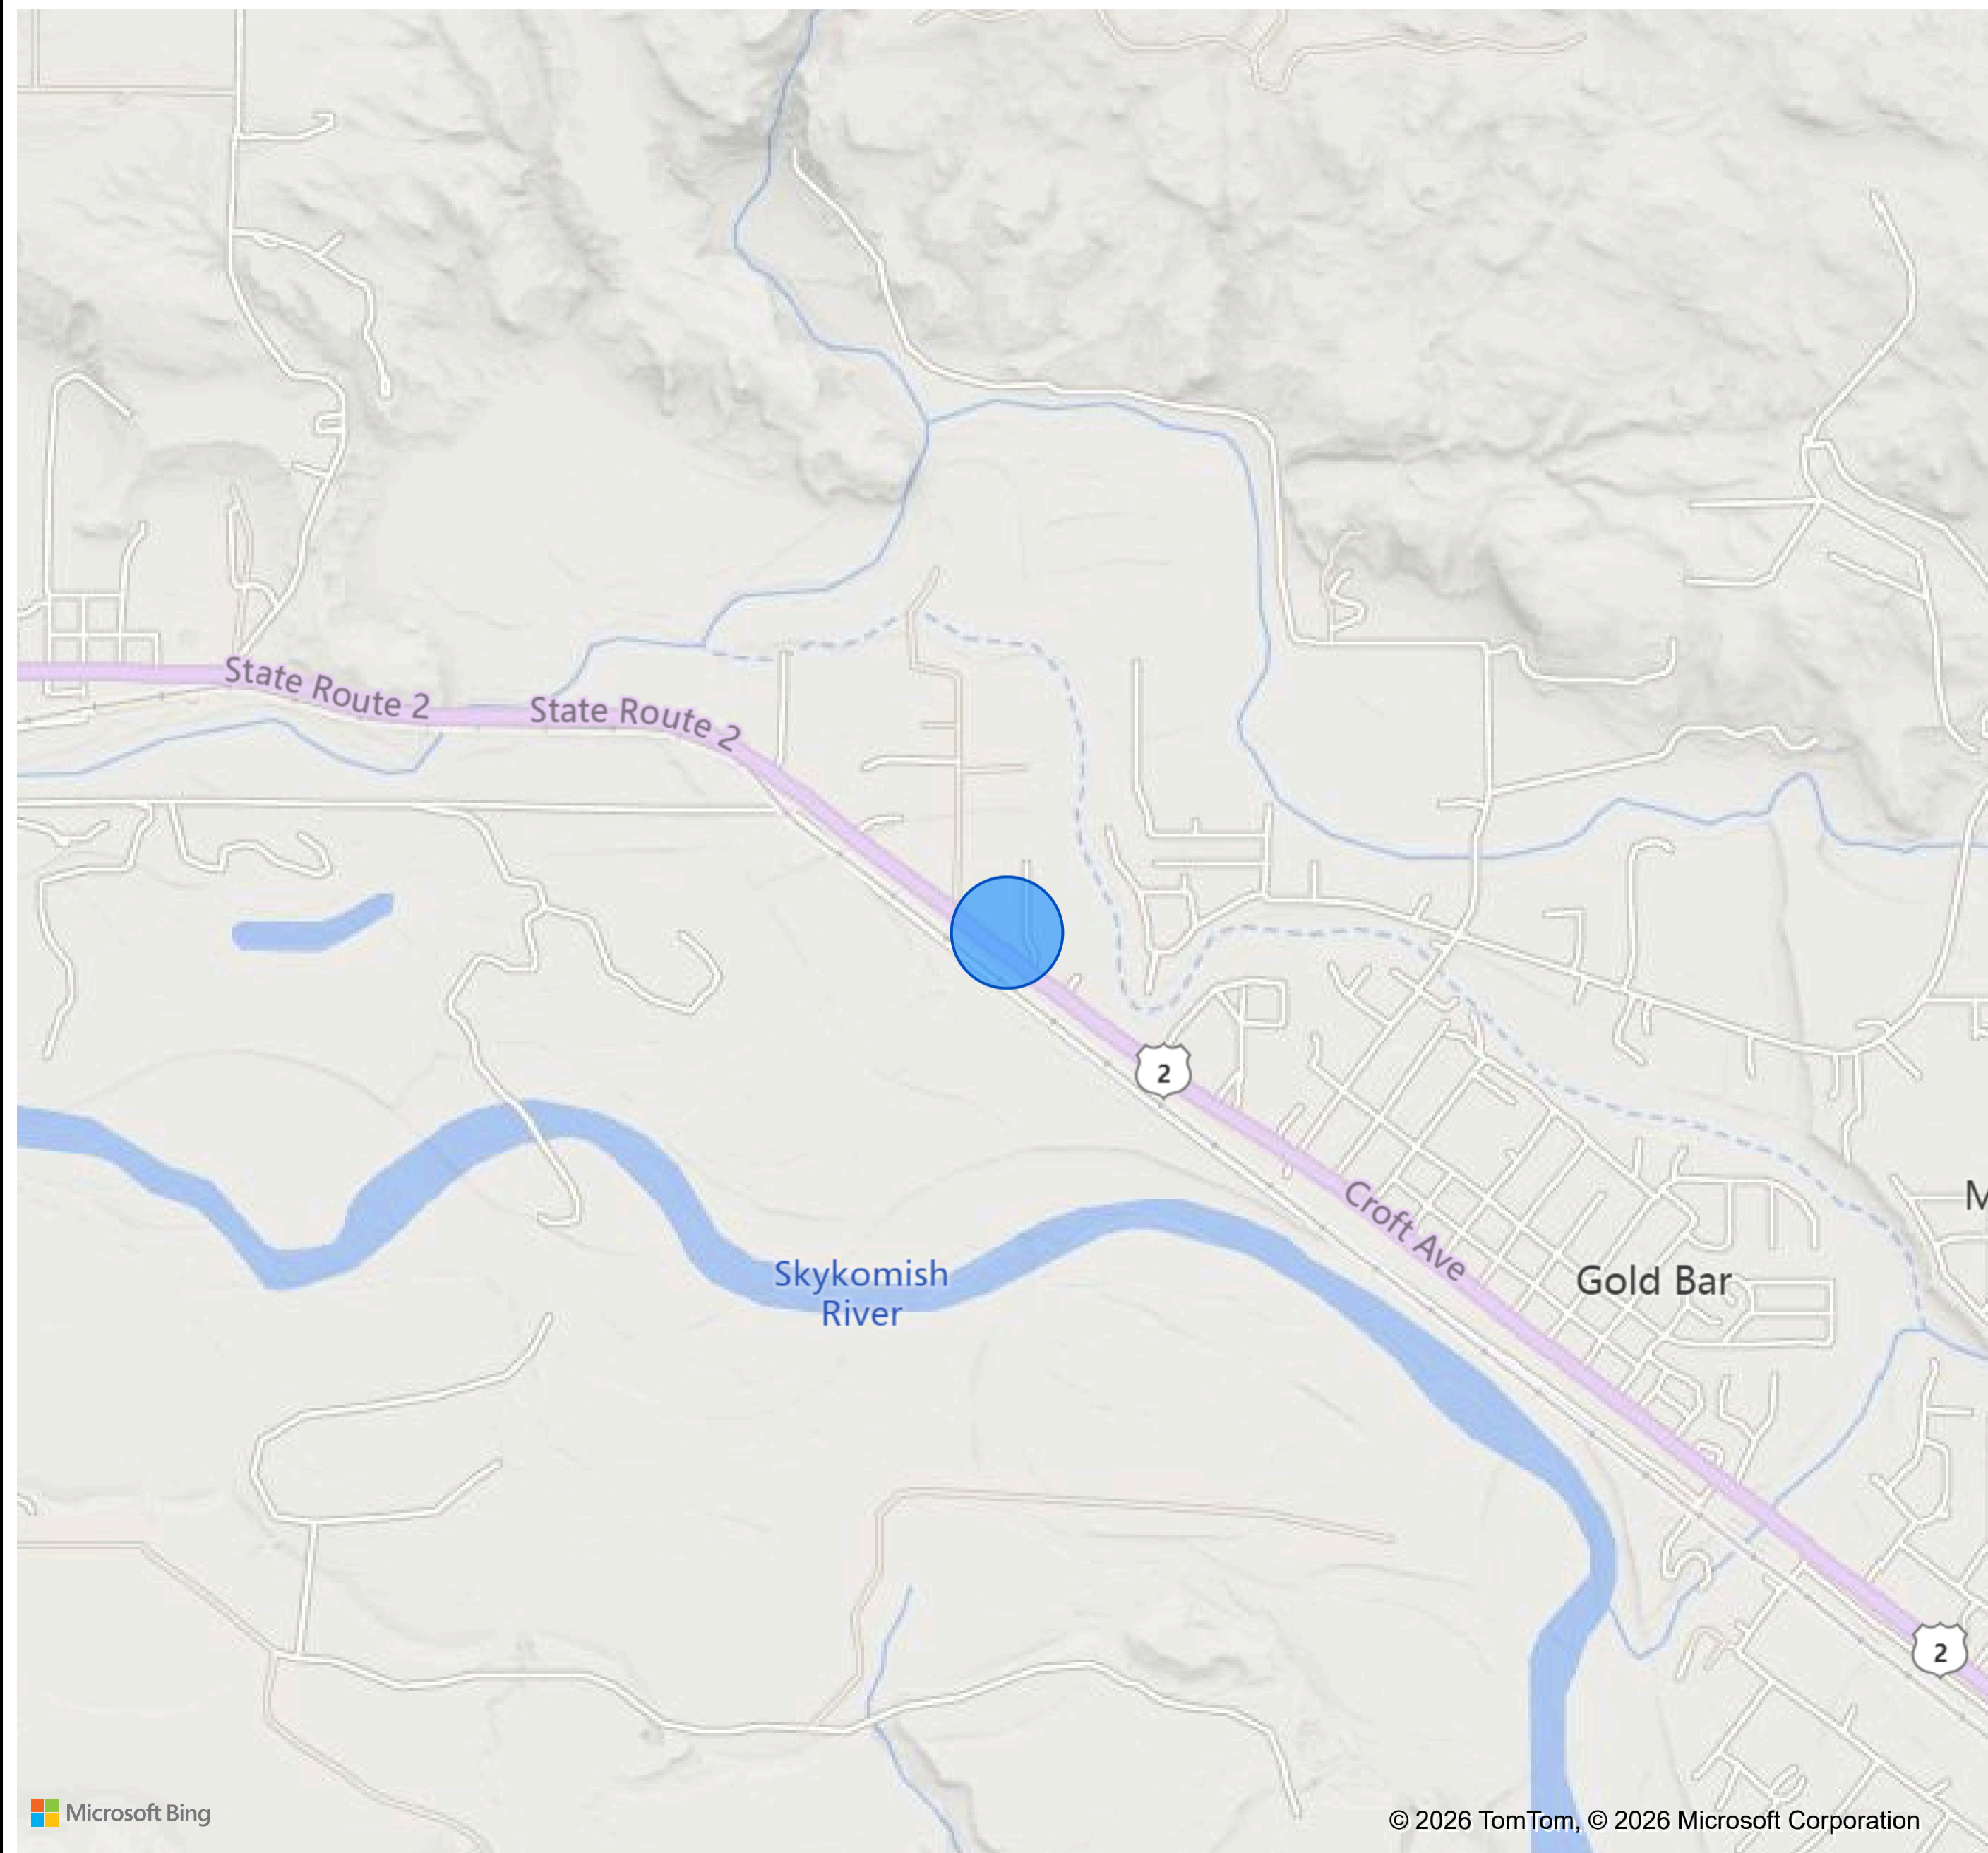 State Route 2
State Route 2
2
Croft Ave
M
Gold Bar
Skykomish
River
2
Microsoft Bing
© 2026 TomTom, © 2026 Microsoft Corporation